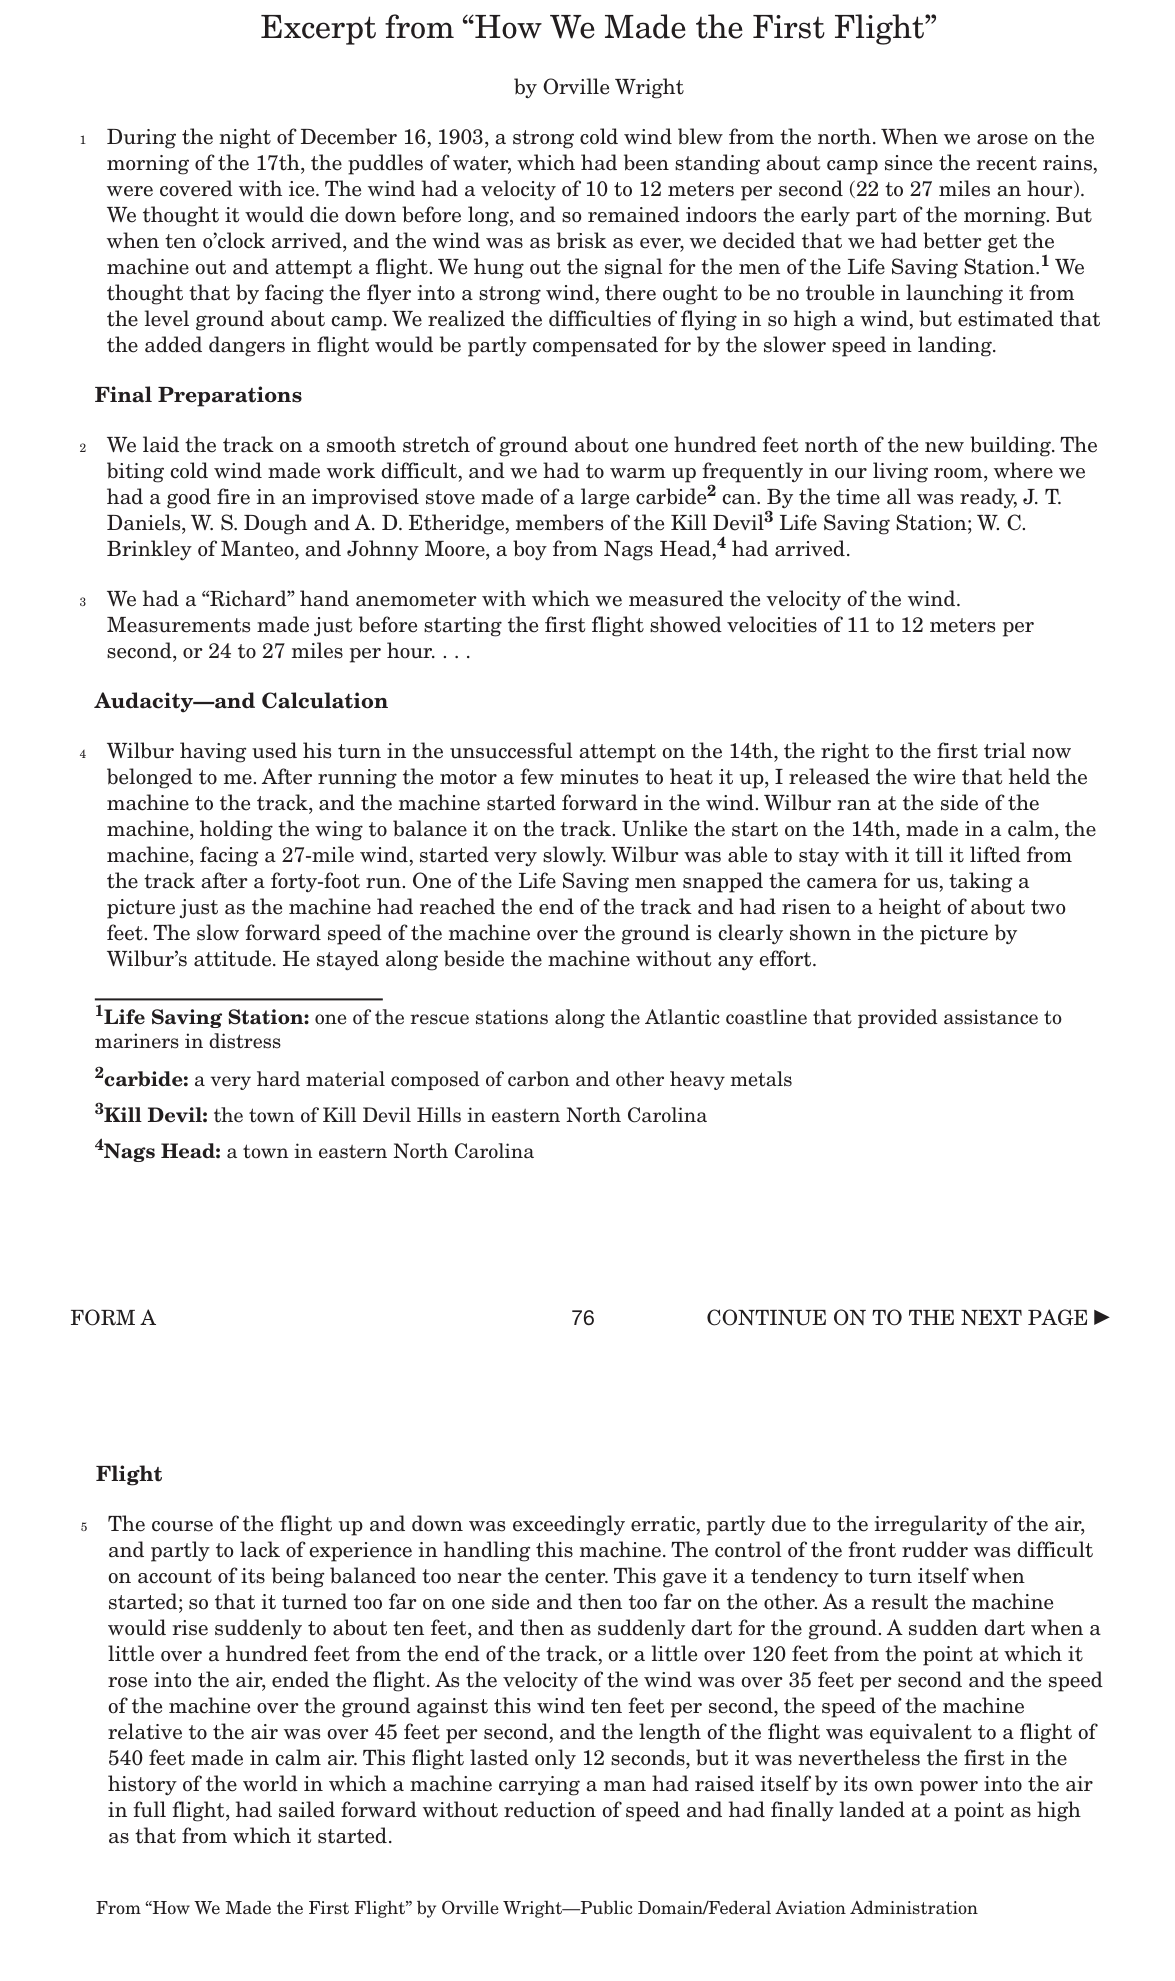 Excerpt from “How We Made the First Flight”
by Orville Wright
1 During the night of December 16, 1903, a strong cold wind blew from the north. When we arose on the
morning of the 17th, the puddles of water, which had been standing about camp since the recent rains,
were covered with ice. The wind had a velocity of 10 to 12 meters per second (22 to 27 miles an hour).
We thought it would die down before long, and so remained indoors the early part of the morning. But
when ten o’clock arrived, and the wind was as brisk as ever, we decided that we had better get the
machine out and attempt a flight. We hung out the signal for the men of the Life Saving Station.1 We
thought that by facing the flyer into a strong wind, there ought to be no trouble in launching it from
the level ground about camp. We realized the difficulties of flying in so high a wind, but estimated that
the added dangers in flight would be partly compensated for by the slower speed in landing.
Final Preparations
2 We laid the track on a smooth stretch of ground about one hundred feet north of the new building. The
biting cold wind made work difficult, and we had to warm up frequently in our living room, where we
had a good fire in an improvised stove made of a large carbide2 can. By the time all was ready, J. T.
Daniels, W. S. Dough and A. D. Etheridge, members of the Kill Devil3 Life Saving Station; W. C.
Brinkley of Manteo, and Johnny Moore, a boy from Nags Head,4 had arrived.
3 We had a “Richard” hand anemometer with which we measured the velocity of the wind.
Measurements made just before starting the first flight showed velocities of 11 to 12 meters per
second, or 24 to 27 miles per hour. . . .
Audacity—and Calculation
4 Wilbur having used his turn in the unsuccessful attempt on the 14th, the right to the first trial now
belonged to me. After running the motor a few minutes to heat it up, I released the wire that held the
machine to the track, and the machine started forward in the wind. Wilbur ran at the side of the
machine, holding the wing to balance it on the track. Unlike the start on the 14th, made in a calm, the
machine, facing a 27-mile wind, started very slowly. Wilbur was able to stay with it till it lifted from
the track after a forty-foot run. One of the Life Saving men snapped the camera for us, taking a
picture just as the machine had reached the end of the track and had risen to a height of about two
feet. The slow forward speed of the machine over the ground is clearly shown in the picture by
Wilbur’s attitude. He stayed along beside the machine without any effort.
1Life Saving Station: one of the rescue stations along the Atlantic coastline that provided assistance to
mariners in distress
2carbide: a very hard material composed of carbon and other heavy metals
3Kill Devil: the town of Kill Devil Hills in eastern North Carolina
4Nags Head: a town in eastern North Carolina
FORM A 76 CONTINUE ON TO THE NEXT PAGE ▶
Flight
5 The course of the flight up and down was exceedingly erratic, partly due to the irregularity of the air,
and partly to lack of experience in handling this machine. The control of the front rudder was difficult
on account of its being balanced too near the center. This gave it a tendency to turn itself when
started; so that it turned too far on one side and then too far on the other. As a result the machine
would rise suddenly to about ten feet, and then as suddenly dart for the ground. A sudden dart when a
little over a hundred feet from the end of the track, or a little over 120 feet from the point at which it
rose into the air, ended the flight. As the velocity of the wind was over 35 feet per second and the speed
of the machine over the ground against this wind ten feet per second, the speed of the machine
relative to the air was over 45 feet per second, and the length of the flight was equivalent to a flight of
540 feet made in calm air. This flight lasted only 12 seconds, but it was nevertheless the first in the
history of the world in which a machine carrying a man had raised itself by its own power into the air
in full flight, had sailed forward without reduction of speed and had finally landed at a point as high
as that from which it started.
From “How We Made the First Flight” by Orville Wright—Public Domain/Federal Aviation Administration